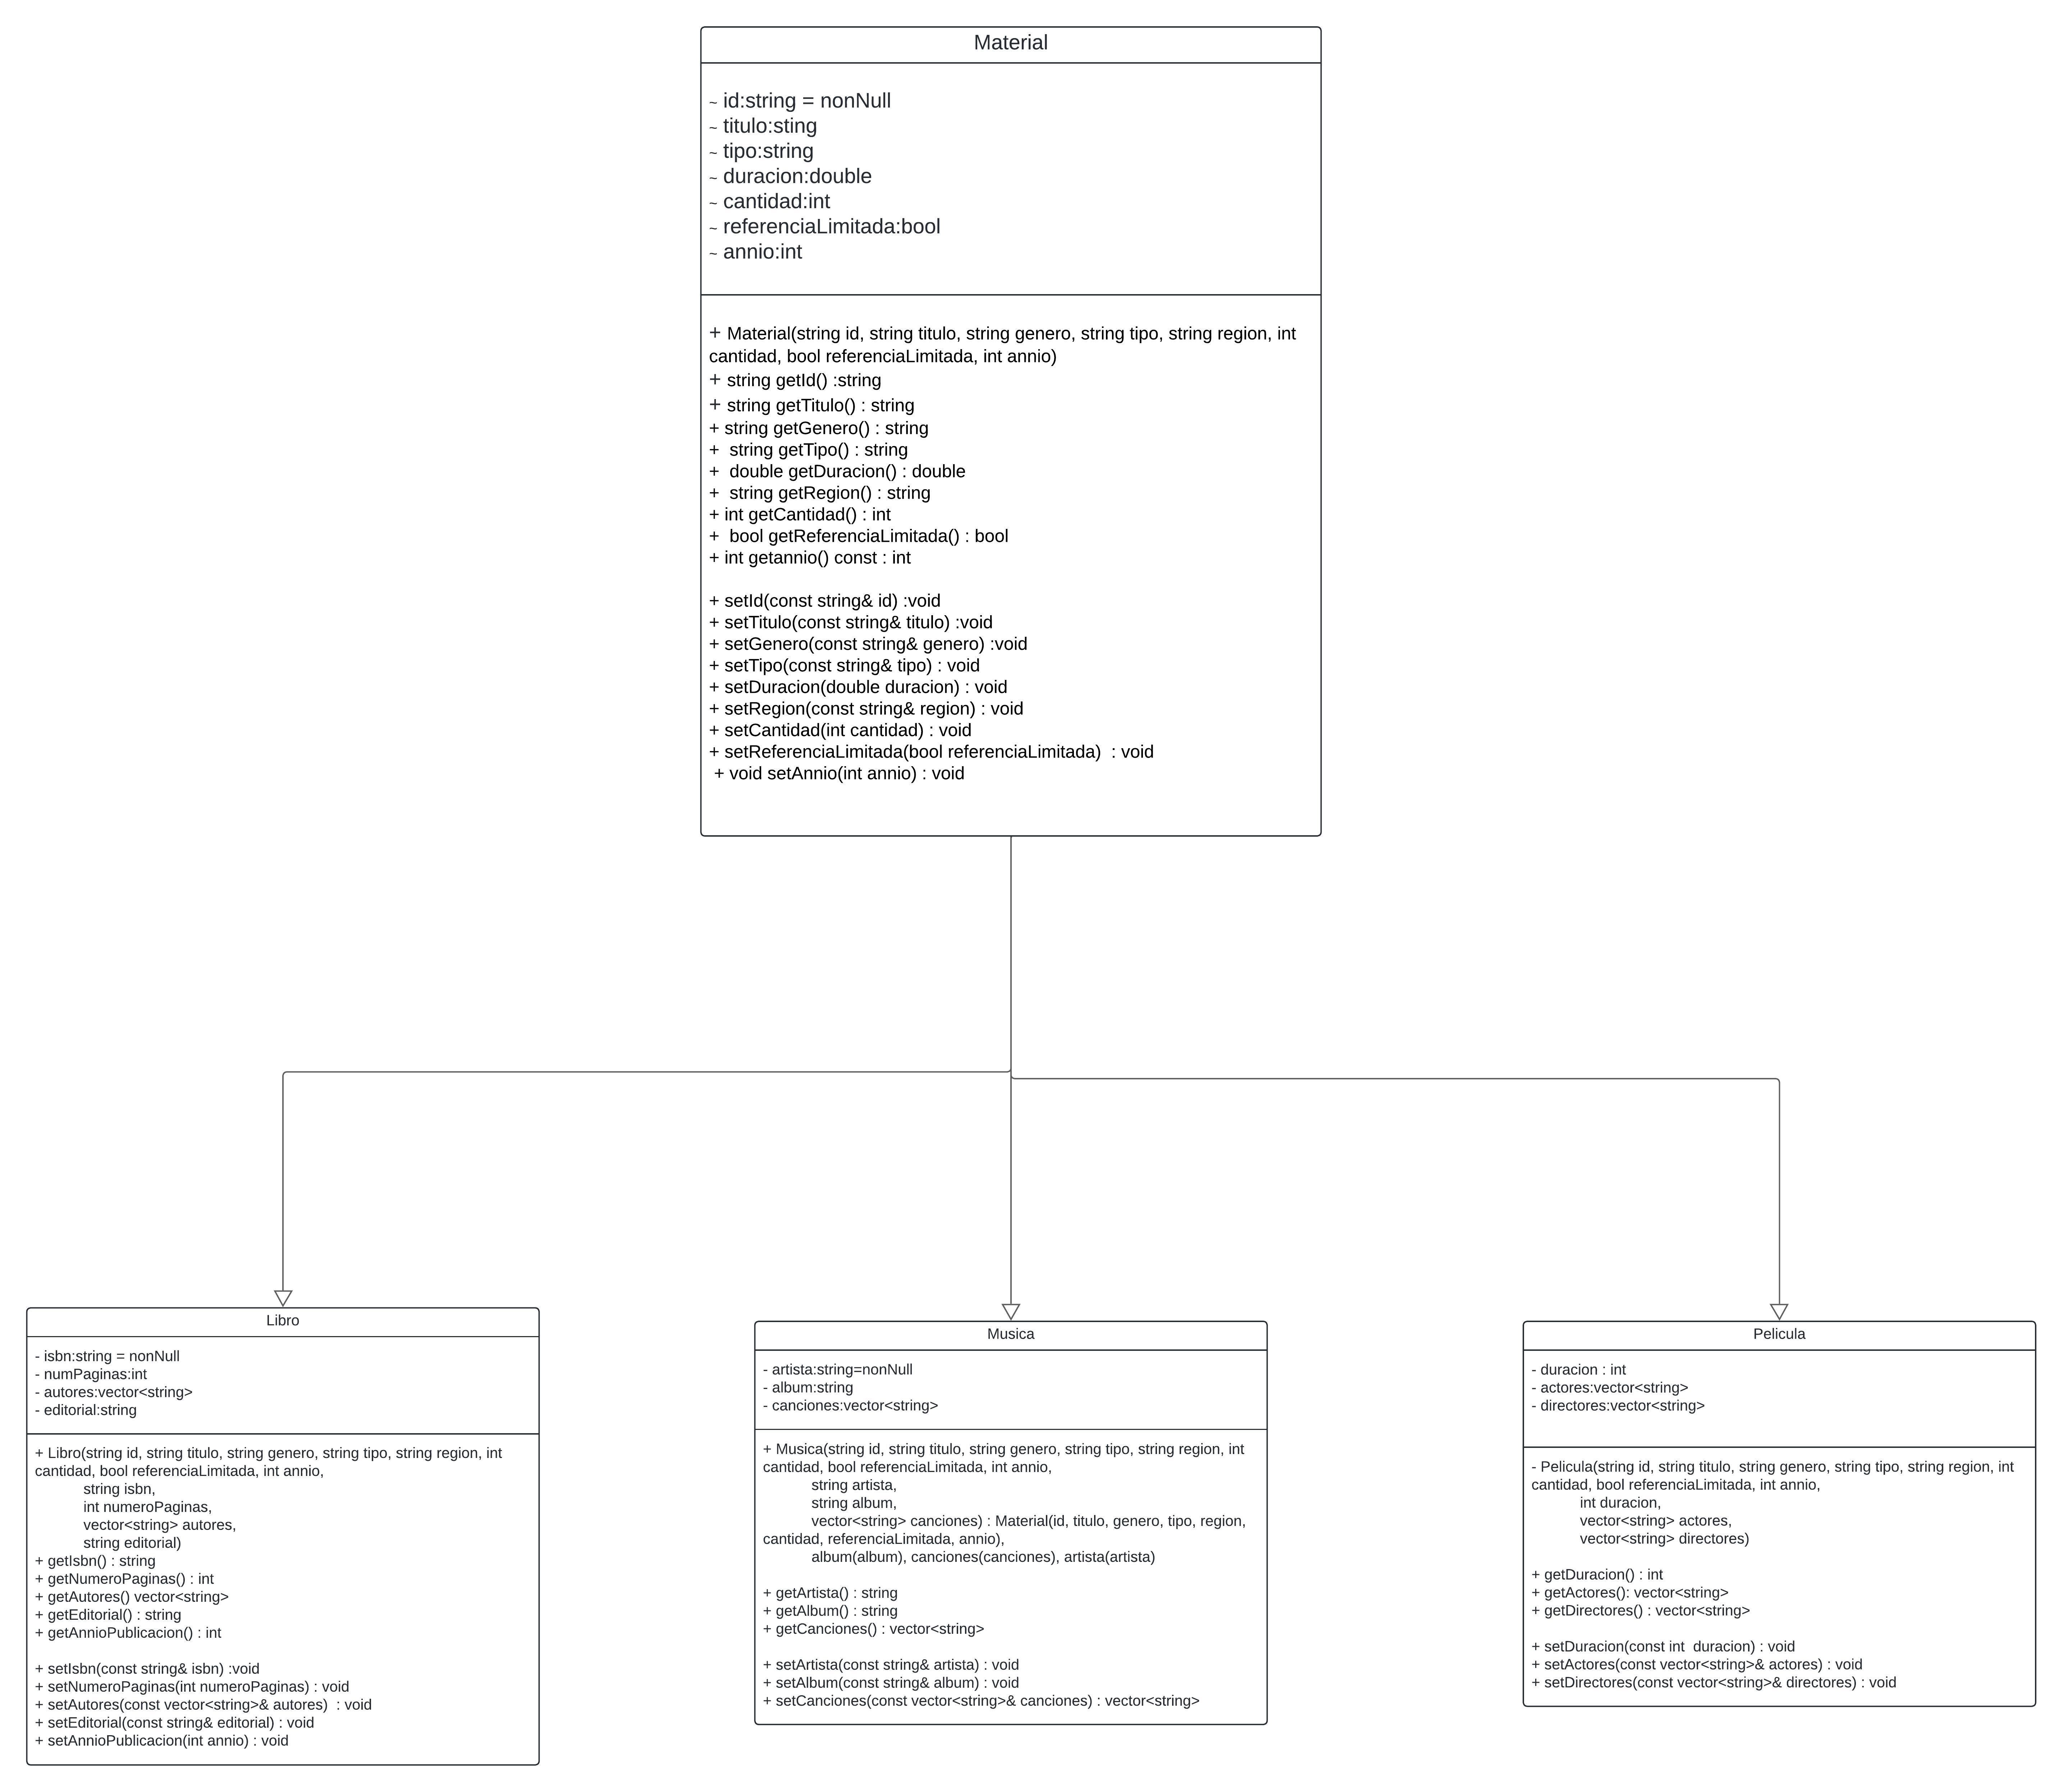 Material
~ id:string = nonNull
~ titulo:sting
~ tipo:string
~ duracion:double
~ cantidad:int
~ referenciaLimitada:bool
~ annio:int
+ Material(string id, string titulo, string genero, string tipo, string region, int
cantidad, bool referenciaLimitada, int annio)
+ string getId() :string
+ string getTitulo() : string
+ string getGenero() : string
+  string getTipo() : string
+  double getDuracion() : double
+  string getRegion() : string
+ int getCantidad() : int
+  bool getReferenciaLimitada() : bool
+ int getannio() const : int
+ setId(const string& id) :void
+ setTitulo(const string& titulo) :void
+ setGenero(const string& genero) :void
+ setTipo(const string& tipo) : void
+ setDuracion(double duracion) : void
+ setRegion(const string& region) : void
+ setCantidad(int cantidad) : void
+ setReferenciaLimitada(bool referenciaLimitada)  : void
+ void setAnnio(int annio) : void
Libro
- isbn:string = nonNull
- numPaginas:int
- autores:vector<string>
- editorial:string
+ Libro(string id, string titulo, string genero, string tipo, string region, int
cantidad, bool referenciaLimitada, int annio,
string isbn,
int numeroPaginas,
vector<string> autores,
string editorial)
+ getIsbn() : string
+ getNumeroPaginas() : int
+ getAutores() vector<string>
+ getEditorial() : string
+ getAnnioPublicacion() : int
+ setIsbn(const string& isbn) :void
+ setNumeroPaginas(int numeroPaginas) : void
+ setAutores(const vector<string>& autores)  : void
+ setEditorial(const string& editorial) : void
+ setAnnioPublicacion(int annio) : void
Musica
- artista:string=nonNull
- album:string
- canciones:vector<string>
+ Musica(string id, string titulo, string genero, string tipo, string region, int
cantidad, bool referenciaLimitada, int annio,
string artista,
string album,
vector<string> canciones) : Material(id, titulo, genero, tipo, region,
cantidad, referenciaLimitada, annio),
album(album), canciones(canciones), artista(artista)
+ getArtista() : string
+ getAlbum() : string
+ getCanciones() : vector<string>
+ setArtista(const string& artista) : void
+ setAlbum(const string& album) : void
+ setCanciones(const vector<string>& canciones) : vector<string>
Pelicula
- duracion : int
- actores:vector<string>
- directores:vector<string>
- Pelicula(string id, string titulo, string genero, string tipo, string region, int
cantidad, bool referenciaLimitada, int annio,
int duracion,
vector<string> actores,
vector<string> directores)
+ getDuracion() : int
+ getActores(): vector<string>
+ getDirectores() : vector<string>
+ setDuracion(const int  duracion) : void
+ setActores(const vector<string>& actores) : void
+ setDirectores(const vector<string>& directores) : void